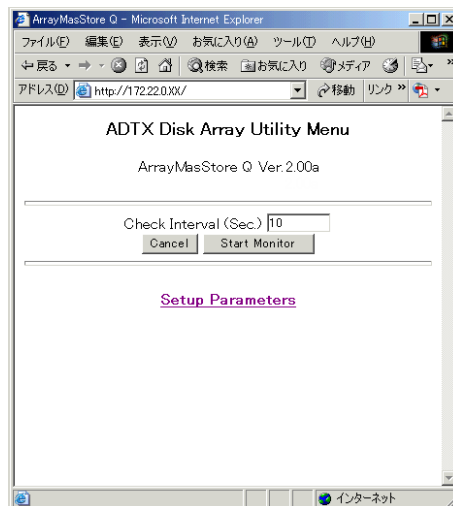 ArrayMasStore Q - Microsoft Internet Explorer
ファイル(F) 編集(E) 表示(V) お気に入り(A) ツール(T) ヘルプ(H)
戻る 検索 お気に入り メディア »
アドレス(D) http://172.22.0.XX/ 移動 リンク »
ADTX Disk Array Utility Menu
ArrayMasStore Q Ver.2.00a
Check Interval (Sec.) 10
Cancel Start Monitor
Setup Parameters
インターネット